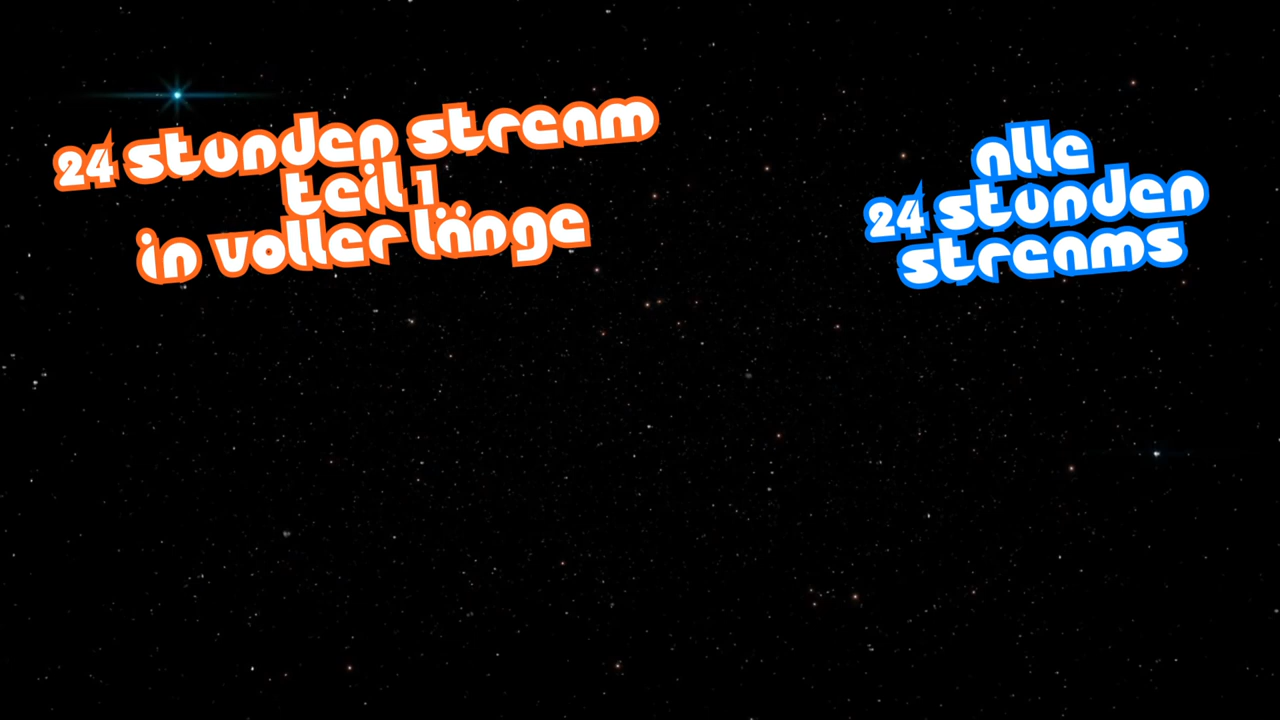 24 stunden stream
teil 1
in voller länge
alle
24 stunden
streams